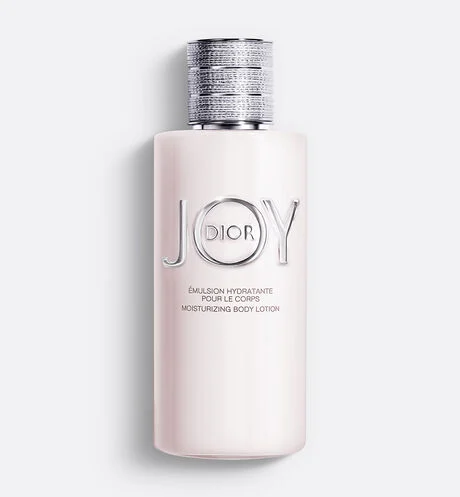 JOY
DIOR
ÉMULSION HYDRATANTE
POUR LE CORPS
MOISTURIZING BODY LOTION